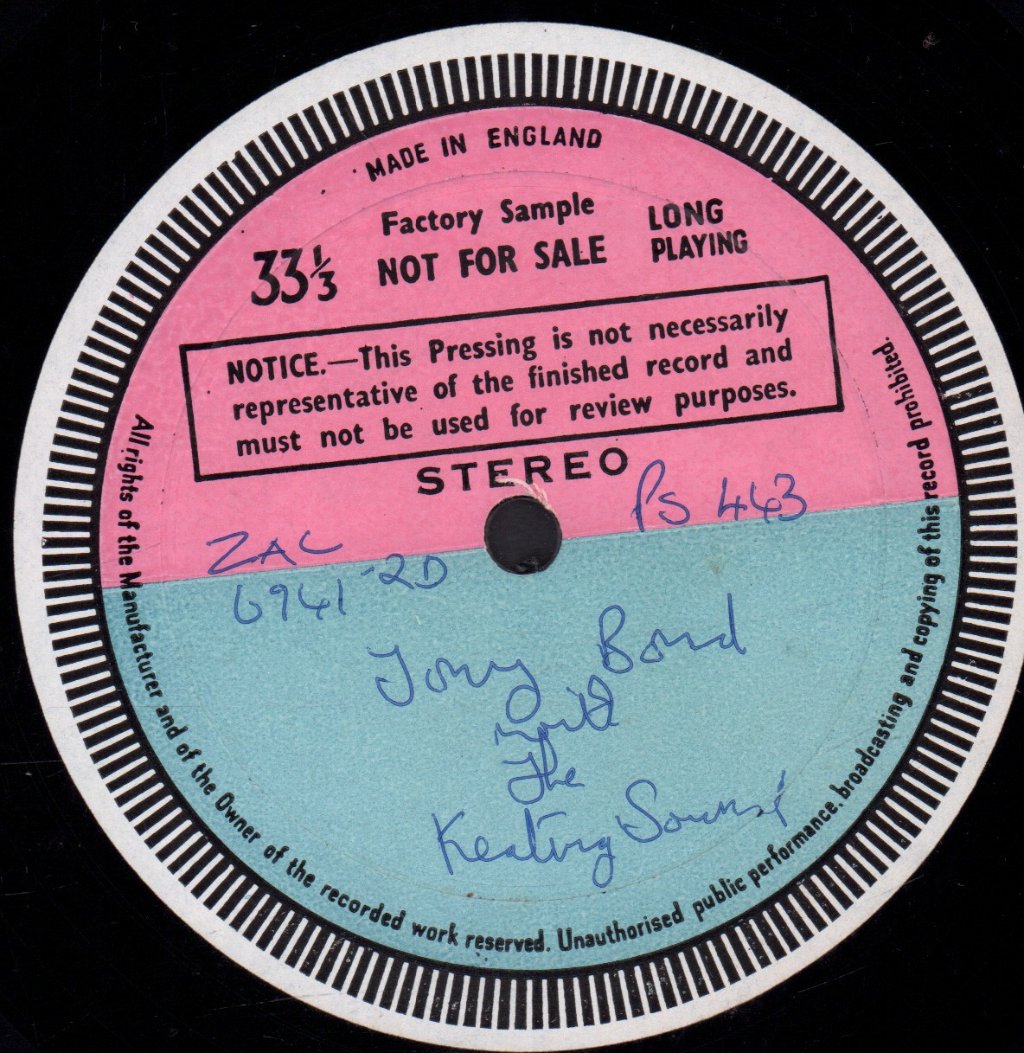 MADE IN ENGLAND
Factory Sample
NOT FOR SALE
LONG
PLAYING
33⅓
NOTICE.—This Pressing is not necessarily
representative of the finished record and
must not be used for review purposes.
STEREO
ZAL
6941-2D
PS 443
Tony Bond
with
The
Keating Sound
All rights of the Manufacturer and of the Owner of the recorded work reserved. Unauthorised public performance, broadcasting and copying of this record prohibited.